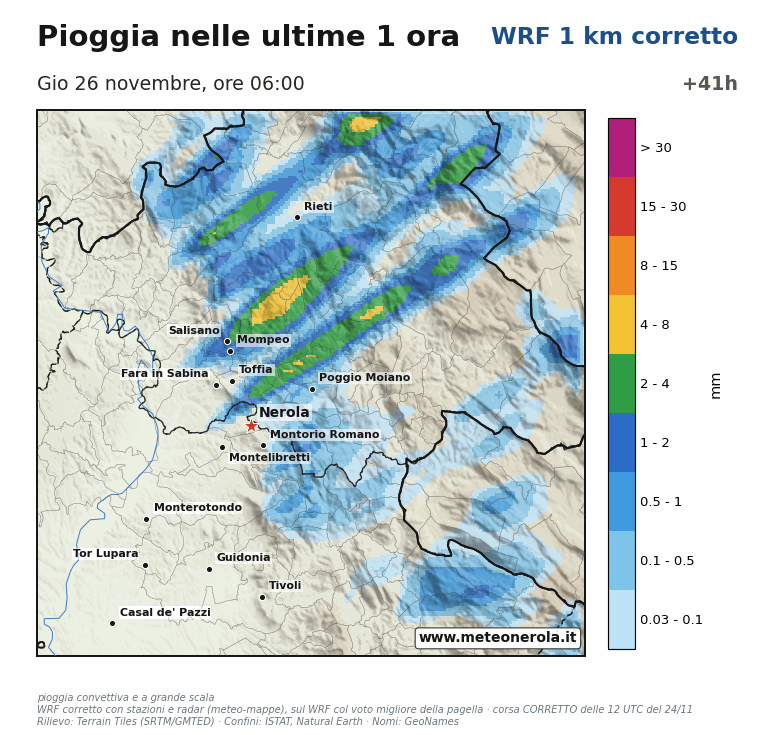 Pioggia nelle ultime 1 ora
WRF 1 km corretto
Gio 26 novembre, ore 06:00
+41h
Rieti
Salisano
Mompeo
Fara in Sabina
Toffia
Poggio Moiano
Nerola
Montorio Romano
Montelibretti
Monterotondo
Tor Lupara
Guidonia
Tivoli
Casal de' Pazzi
www.meteonerola.it
> 30
15 - 30
8 - 15
4 - 8
2 - 4
1 - 2
0.5 - 1
0.1 - 0.5
0.03 - 0.1
mm
pioggia convettiva e a grande scala
WRF corretto con stazioni e radar (meteo-mappe), sul WRF col voto migliore della pagella · corsa CORRETTO delle 12 UTC del 24/11
Rilievo: Terrain Tiles (SRTM/GMTED) · Confini: ISTAT, Natural Earth · Nomi: GeoNames